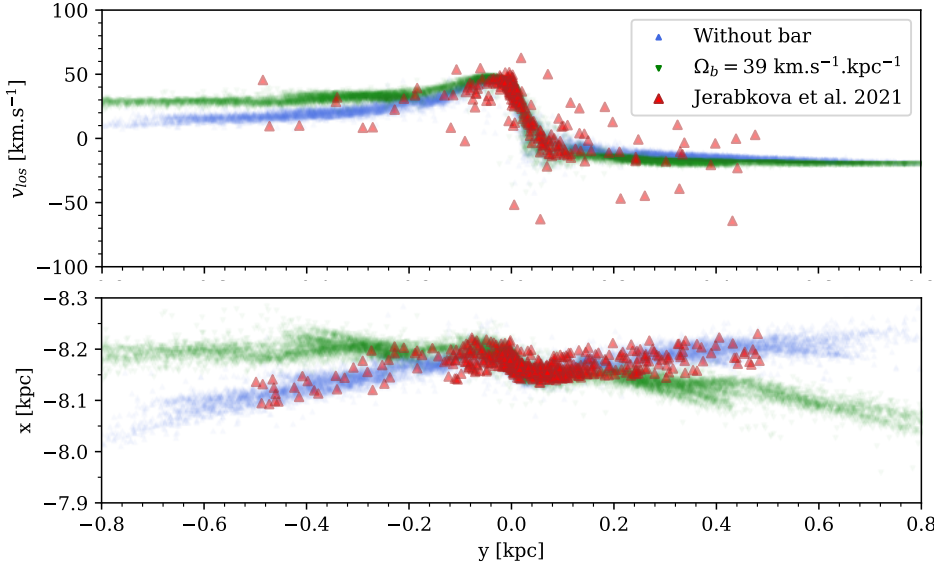 100
50
0
−50
−100
v_los [km.s⁻¹]
Without bar
Ω_b = 39 km.s⁻¹.kpc⁻¹
Jerabkova et al. 2021
−8.3
−8.2
−8.1
−8.0
−7.9
x [kpc]
−0.8 −0.6 −0.4 −0.2 0.0 0.2 0.4 0.6 0.8
y [kpc]